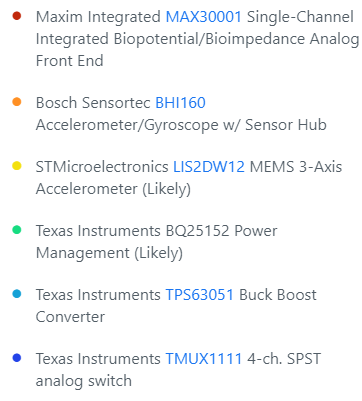 Maxim Integrated MAX30001 Single-Channel
Integrated Biopotential/Bioimpedance Analog
Front End
Bosch Sensortec BHI160
Accelerometer/Gyroscope w/ Sensor Hub
STMicroelectronics LIS2DW12 MEMS 3-Axis
Accelerometer (Likely)
Texas Instruments BQ25152 Power
Management (Likely)
Texas Instruments TPS63051 Buck Boost
Converter
Texas Instruments TMUX1111 4-ch. SPST
analog switch